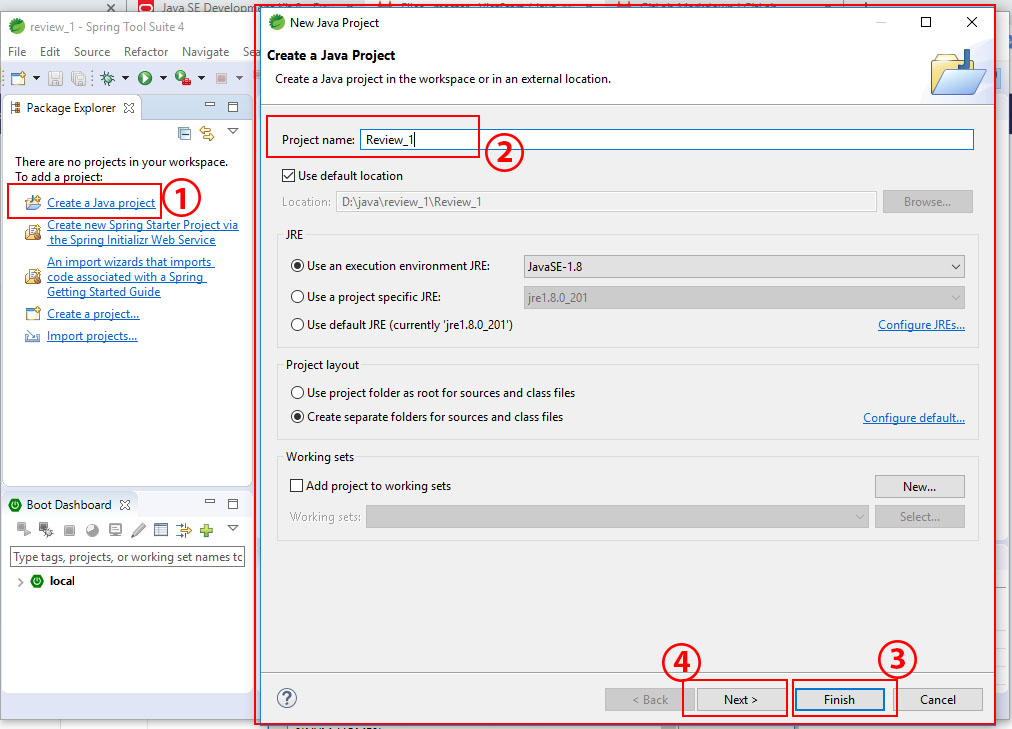 review_1 - Spring Tool Suite 4
File Edit Source Refactor Navigate
Package Explorer
There are no projects in your workspace.
To add a project:
Create a Java project
①
Create new Spring Starter Project via
the Spring Initializr Web Service
An import wizards that imports
code associated with a Spring
Getting Started Guide
Create a project...
Import projects...
Boot Dashboard
Type tags, projects, or working set names tc
local
New Java Project
Create a Java Project
Create a Java project in the workspace or in an external location.
Project name: Review_1
②
Use default location
Location: D:\java\review_1\Review_1 Browse...
JRE
Use an execution environment JRE: JavaSE-1.8
Use a project specific JRE: jre1.8.0_201
Use default JRE (currently 'jre1.8.0_201') Configure JREs...
Project layout
Use project folder as root for sources and class files
Create separate folders for sources and class files Configure default...
Working sets
Add project to working sets New...
Working sets: Select...
④ ③
? < Back Next > Finish Cancel